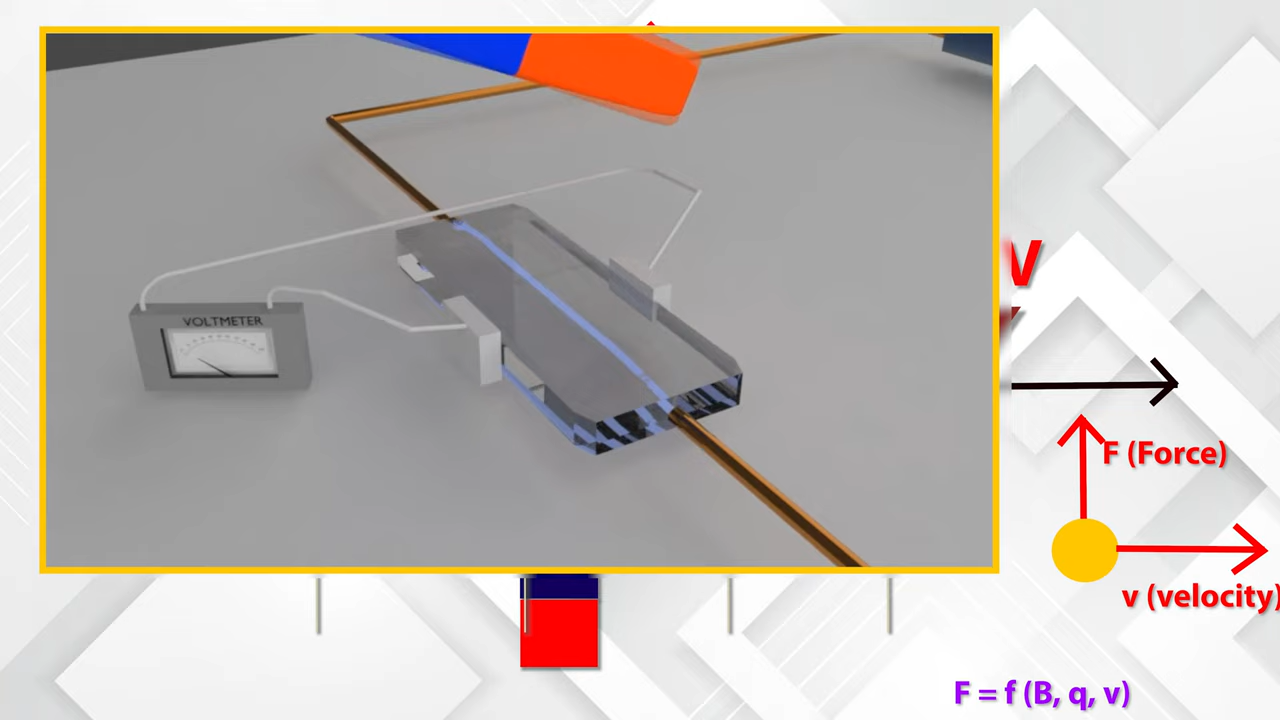 VOLTMETER
F (Force)
v (velocity)
F = f (B, q, v)